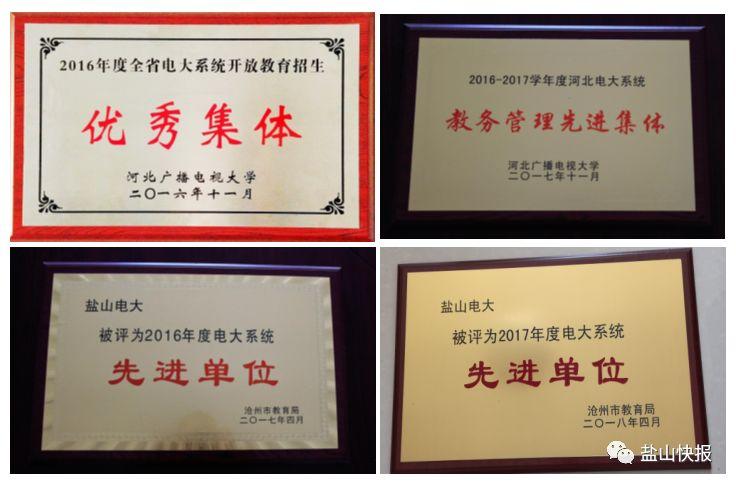 2016年度全省电大系统开放教育招生
优秀集体
河北广播电视大学
二〇一六年十一月
2016-2017学年度河北电大系统
教务管理先进集体
河北广播电视大学
二〇一七年十一月
盐山电大
被评为2016年度电大系统
先进单位
沧州市教育局
二〇一七年四月
盐山电大
被评为2017年度电大系统
先进单位
沧州市教育局
二〇一八年四月
盐山快报